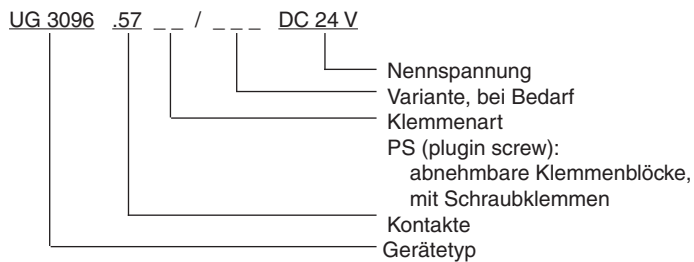 UG 3096 .57 _ _ / _ _ _ DC 24 V
Nennspannung
Variante, bei Bedarf
Klemmenart
PS (plugin screw):
abnehmbare Klemmenblöcke,
mit Schraubklemmen
Kontakte
Gerätetyp